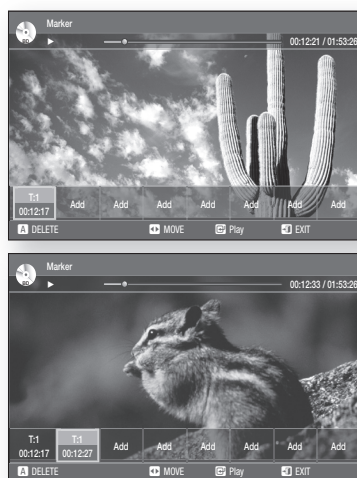 Marker
BD
00:12:21 / 01:53:26
T:1 Add Add Add Add Add Add Add
00:12:17
A DELETE MOVE Play EXIT
Marker
BD
00:12:33 / 01:53:26
T:1 T:1 Add Add Add Add Add Add
00:12:17 00:12:27
A DELETE MOVE Play EXIT